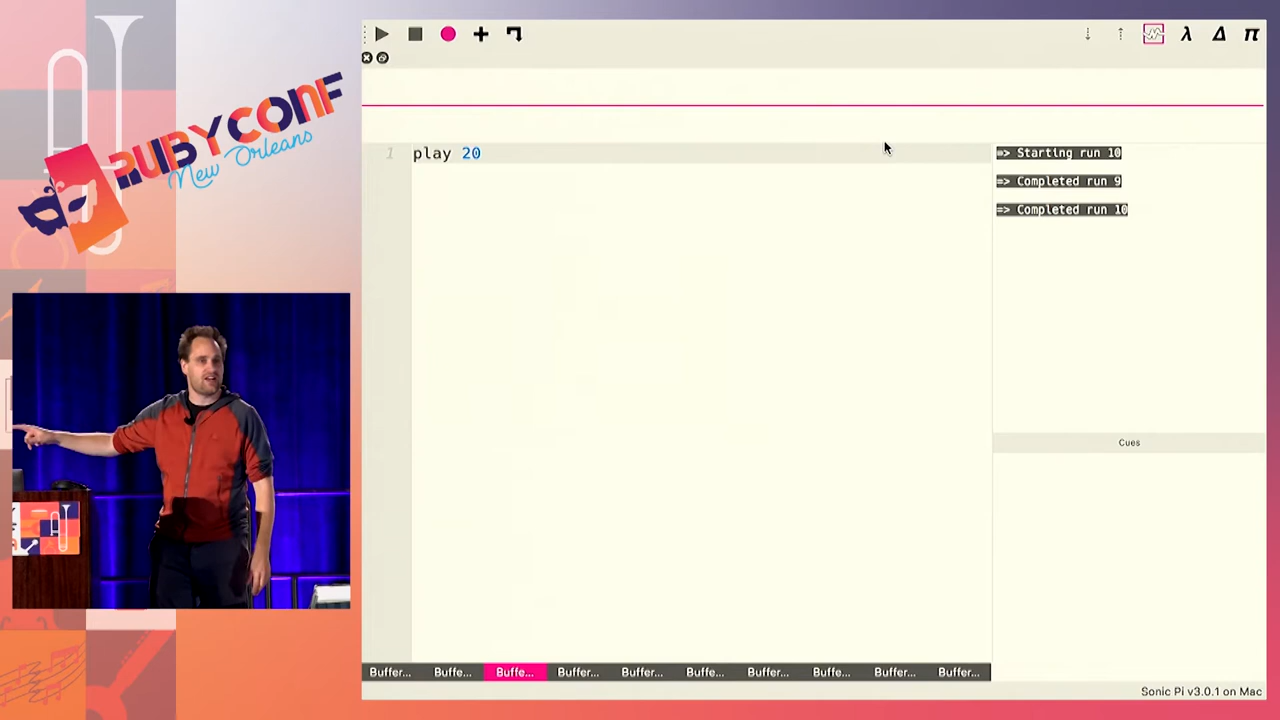 RUBYCONF
New Orleans
λ Δ π
1 play 20
=> Starting run 10
=> Completed run 9
=> Completed run 10
Cues
Buffer... Buffe... Buffe... Buffer... Buffer... Buffe... Buffer... Buffe... Buffer... Buffer...
Sonic Pi v3.0.1 on Mac